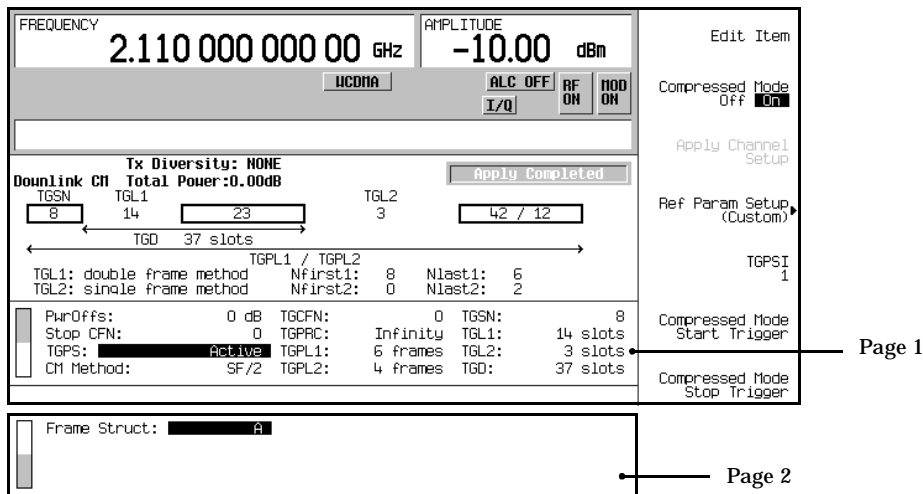 FREQUENCY
2.110 000 000 00 GHz
AMPLITUDE
-10.00 dBm
WCDMA
ALC OFF
I/Q
RF ON
MOD ON
Tx Diversity: NONE
Downlink CM Total Power:0.00dB
Apply Completed
TGSN TGL1 TGL2
8 14 23 3 42 / 12
TGD 37 slots
TGPL1 / TGPL2
TGL1: double frame method Nfirst1: 8 Nlast1: 6
TGL2: single frame method Nfirst2: 0 Nlast2: 2
PwrOffs: 0 dB TGCFN: 0 TGSN: 8
Stop CFN: 0 TGPRC: Infinity TGL1: 14 slots
TGPS: Active TGPL1: 6 frames TGL2: 3 slots
CM Method: SF/2 TGPL2: 4 frames TGD: 37 slots
Edit Item
Compressed Mode
Off On
Apply Channel
Setup
Ref Param Setup
(Custom)
TGPSI
1
Compressed Mode
Start Trigger
Compressed Mode
Stop Trigger
Page 1
Frame Struct: A
Page 2